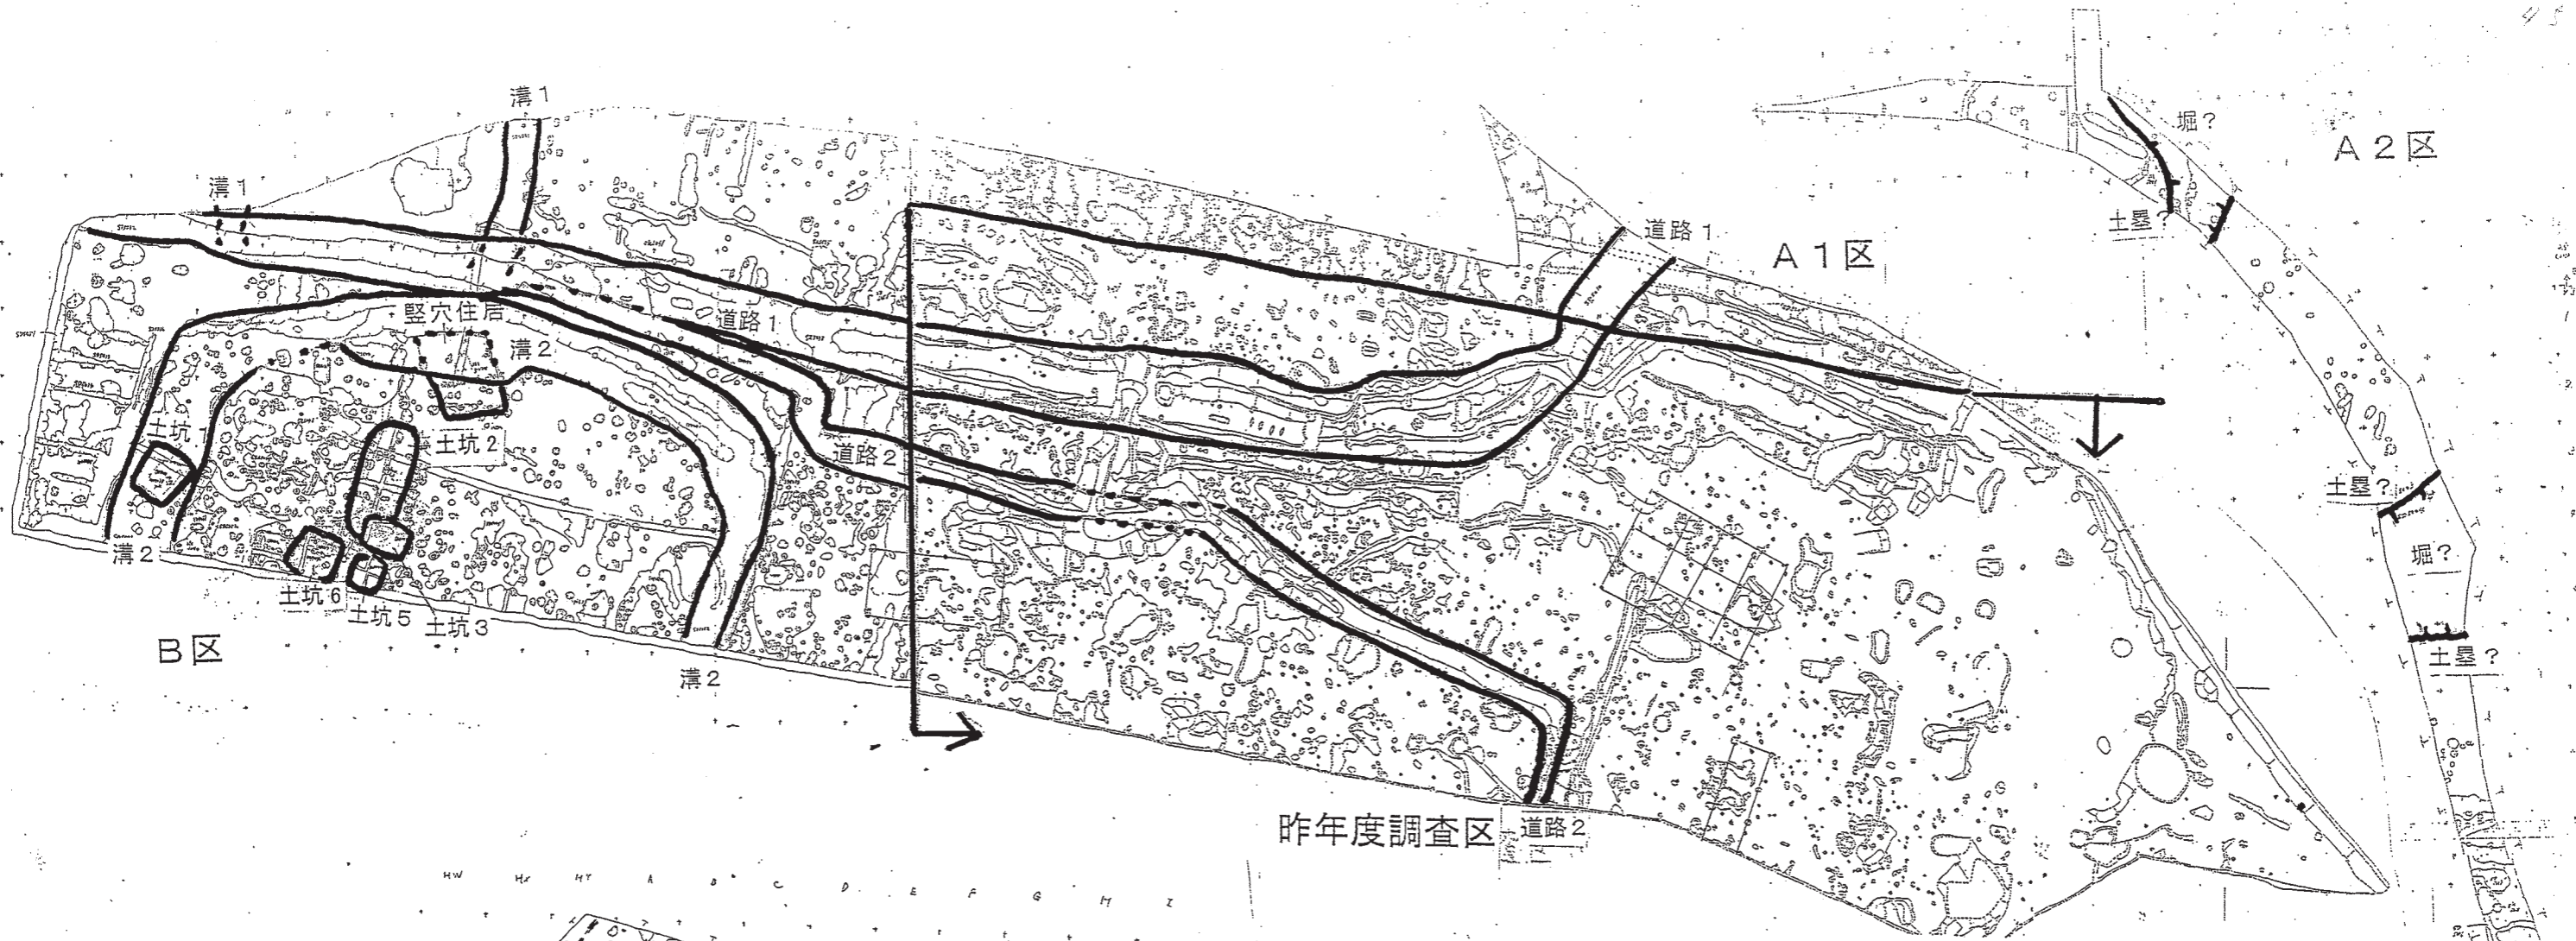 溝1
堀?
A2区
溝1
土塁?
道路1
A1区
竪穴住居
道路1
溝2
土坑1
土坑2
道路2
土塁?
溝2
堀?
土坑6
土坑5
土坑3
B区
土塁?
溝2
昨年度調査区
道路2
HW HX HY A B C D E F G H I